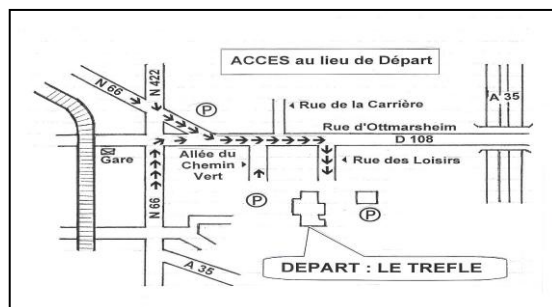 ACCES au lieu de Départ
N 66
N 422
P
Rue de la Carrière
A 35
Rue d'Ottmarsheim
D 108
Gare
Allée du
Chemin
Vert
Rue des Loisirs
N 66
P
P
A 35
DEPART : LE TREFLE